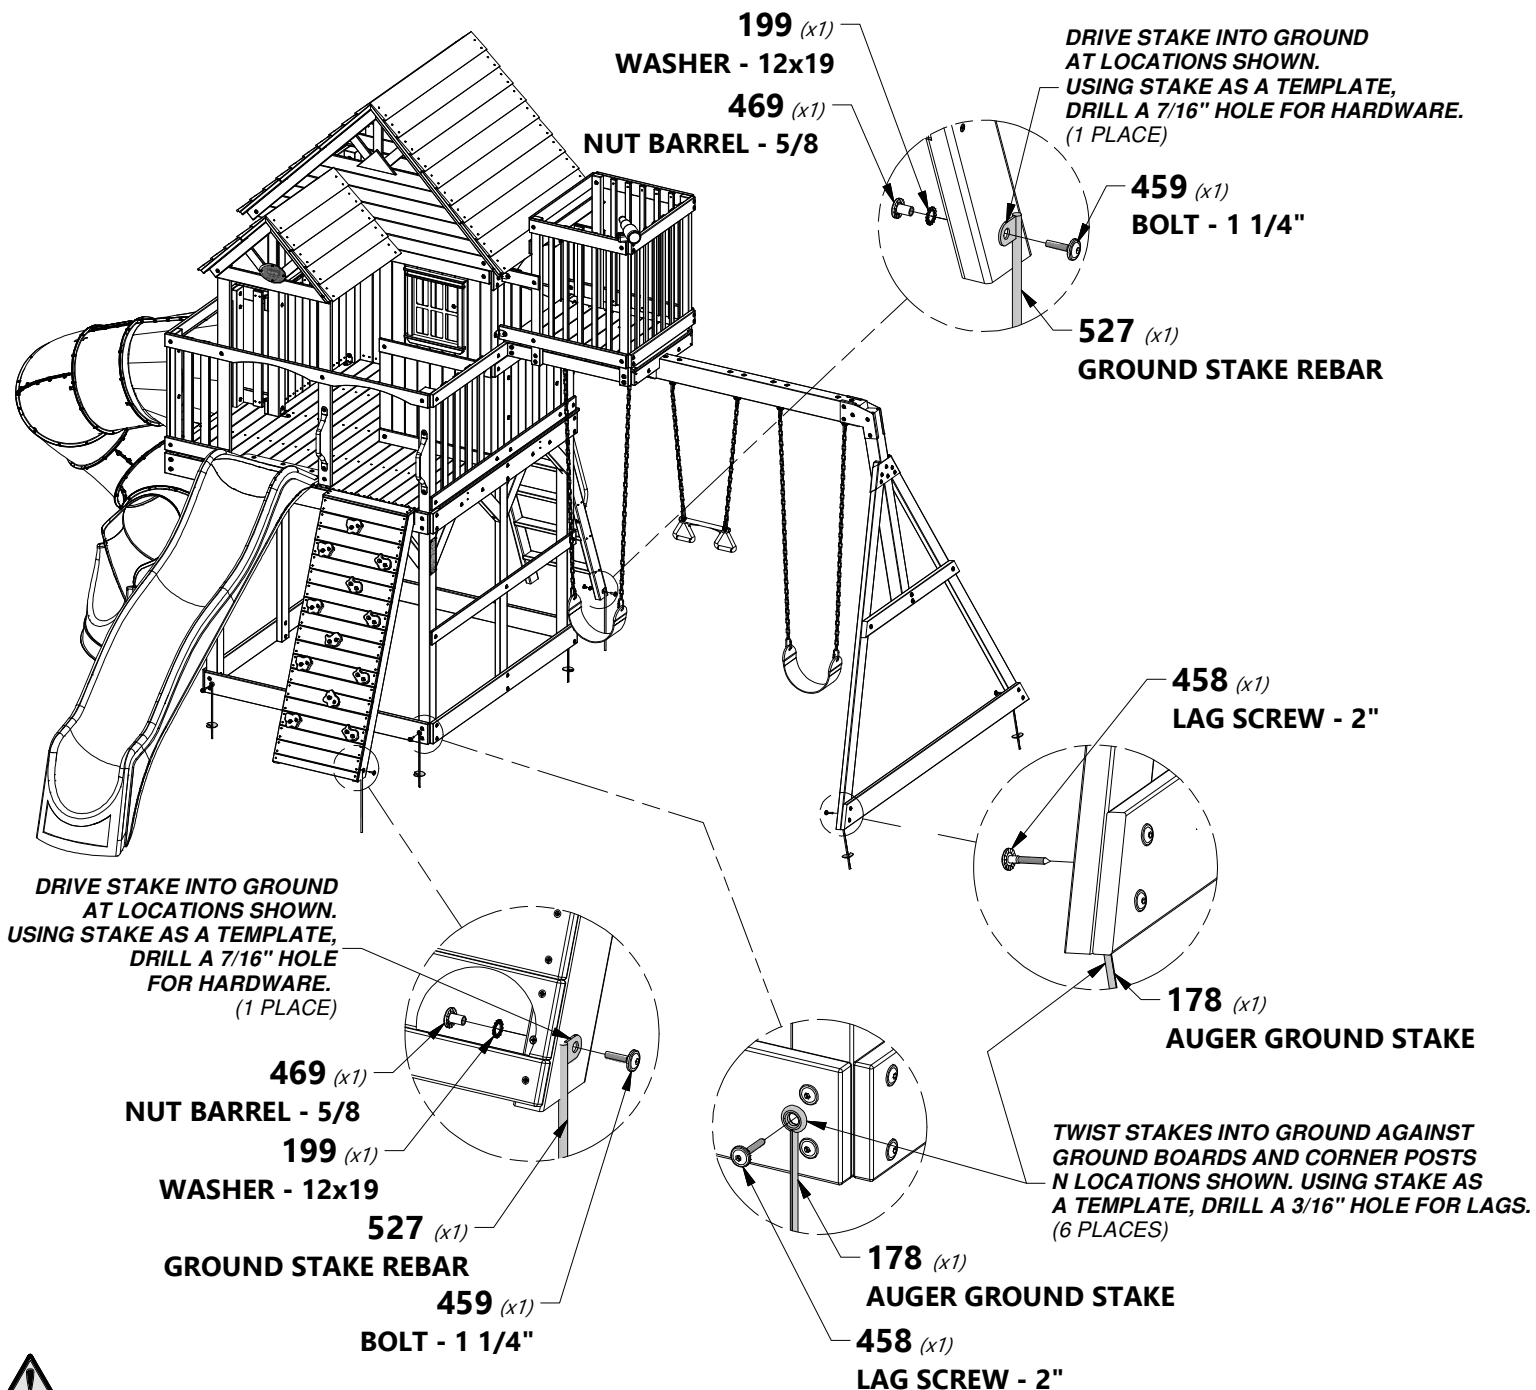 199 (x1)
WASHER - 12x19
469 (x1)
NUT BARREL - 5/8
DRIVE STAKE INTO GROUND
AT LOCATIONS SHOWN.
USING STAKE AS A TEMPLATE,
DRILL A 7/16" HOLE FOR HARDWARE.
(1 PLACE)
459 (x1)
BOLT - 1 1/4"
527 (x1)
GROUND STAKE REBAR
458 (x1)
LAG SCREW - 2"
178 (x1)
AUGER GROUND STAKE
DRIVE STAKE INTO GROUND
AT LOCATIONS SHOWN.
USING STAKE AS A TEMPLATE,
DRILL A 7/16" HOLE
FOR HARDWARE.
(1 PLACE)
469 (x1)
NUT BARREL - 5/8
199 (x1)
WASHER - 12x19
527 (x1)
GROUND STAKE REBAR
459 (x1)
BOLT - 1 1/4"
TWIST STAKES INTO GROUND AGAINST
GROUND BOARDS AND CORNER POSTS
N LOCATIONS SHOWN. USING STAKE AS
A TEMPLATE, DRILL A 3/16" HOLE FOR LAGS.
(6 PLACES)
178 (x1)
AUGER GROUND STAKE
458 (x1)
LAG SCREW - 2"